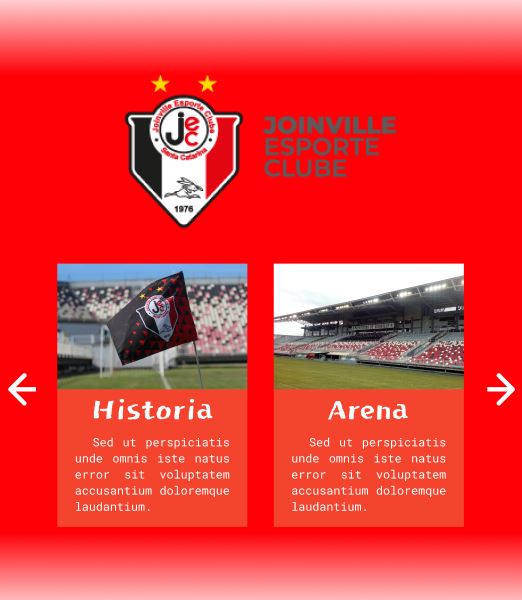 Joinville Esporte Clube
jec
Santa Catarina
1976
JOINVILLE
ESPORTE
CLUBE
Historia
Sed ut perspiciatis
unde omnis iste natus
error sit voluptatem
accusantium doloremque
laudantium.
Arena
Sed ut perspiciatis
unde omnis iste natus
error sit voluptatem
accusantium doloremque
laudantium.